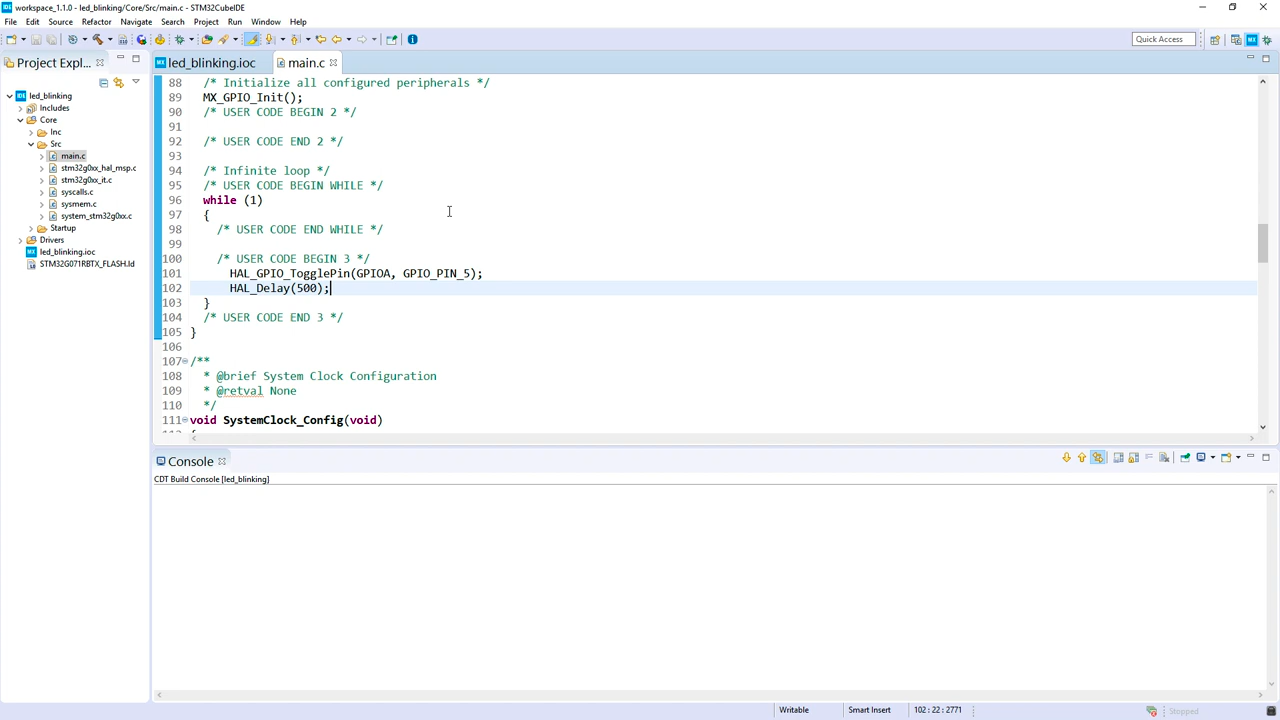 workspace_1.1.0 - led_blinking/Core/Src/main.c - STM32CubeIDE
File Edit Source Refactor Navigate Search Project Run Window Help
Quick Access
Project Expl...
led_blinking.ioc
main.c
led_blinking
Includes
Core
Inc
Src
main.c
stm32g0xx_hal_msp.c
stm32g0xx_it.c
syscalls.c
sysmem.c
system_stm32g0xx.c
Startup
Drivers
led_blinking.ioc
STM32G071RBTX_FLASH.ld
88 /* Initialize all configured peripherals */
89 MX_GPIO_Init();
90 /* USER CODE BEGIN 2 */
91
92 /* USER CODE END 2 */
93
94 /* Infinite loop */
95 /* USER CODE BEGIN WHILE */
96 while (1)
97 {
98 /* USER CODE END WHILE */
99
100 /* USER CODE BEGIN 3 */
101 HAL_GPIO_TogglePin(GPIOA, GPIO_PIN_5);
102 HAL_Delay(500);
103 }
104 /* USER CODE END 3 */
105 }
106
107 /**
108 * @brief System Clock Configuration
109 * @retval None
110 */
111 void SystemClock_Config(void)
Console
CDT Build Console [led_blinking]
Writable Smart Insert 102 : 22 : 2771 Stopped